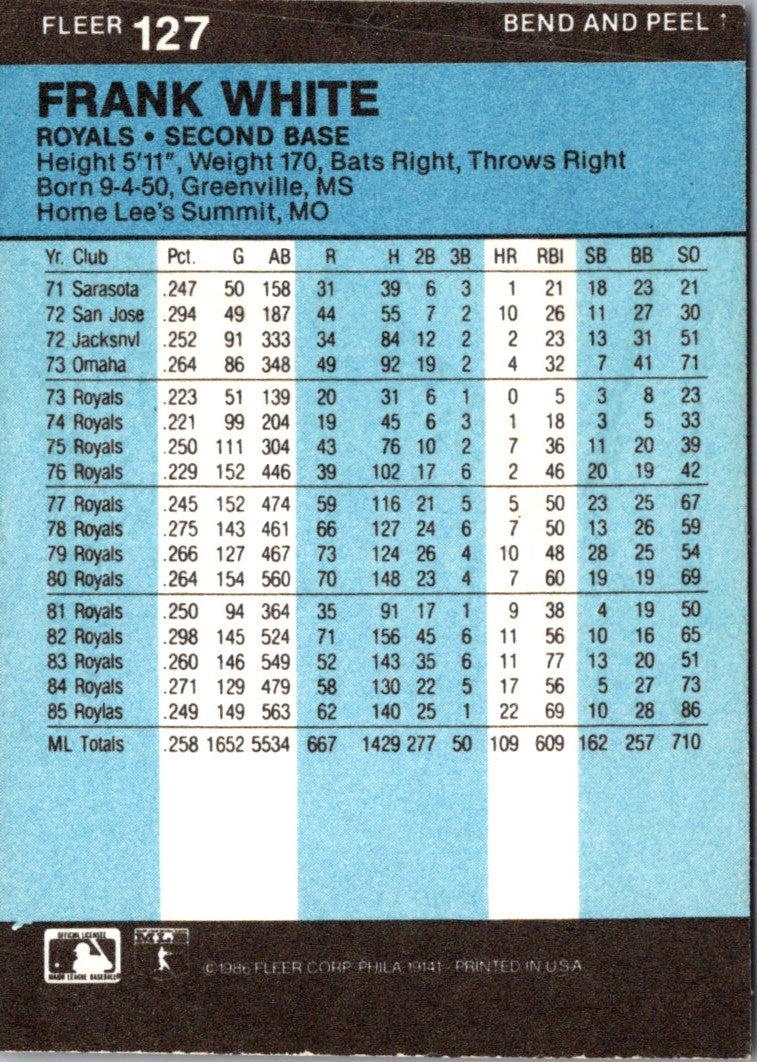 FLEER 127 BEND AND PEEL ↑
FRANK WHITE
ROYALS • SECOND BASE
Height 5'11", Weight 170, Bats Right, Throws Right
Born 9-4-50, Greenville, MS
Home Lee's Summit, MO
Yr. Club Pct. G AB R H 2B 3B HR RBI SB BB SO
71 Sarasota .247 50 158 31 39 6 3 1 21 18 23 21
72 San Jose .294 49 187 44 55 7 2 10 26 11 27 30
72 Jacksnvl .252 91 333 34 84 12 2 2 23 13 31 51
73 Omaha .264 86 348 49 92 19 2 4 32 7 41 71
73 Royals .223 51 139 20 31 6 1 0 5 3 8 23
74 Royals .221 99 204 19 45 6 3 1 18 3 5 33
75 Royals .250 111 304 43 76 10 2 7 36 11 20 39
76 Royals .229 152 446 39 102 17 6 2 46 20 19 42
77 Royals .245 152 474 59 116 21 5 5 50 23 25 67
78 Royals .275 143 461 66 127 24 6 7 50 13 26 59
79 Royals .266 127 467 73 124 26 4 10 48 28 25 54
80 Royals .264 154 560 70 148 23 4 7 60 19 19 69
81 Royals .250 94 364 35 91 17 1 9 38 4 19 50
82 Royals .298 145 524 71 156 45 6 11 56 10 16 65
83 Royals .260 146 549 52 143 35 6 11 77 13 20 51
84 Royals .271 129 479 58 130 22 5 17 56 5 27 73
85 Roylas .249 149 563 62 140 25 1 22 69 10 28 86
ML Totals .258 1652 5534 667 1429 277 50 109 609 162 257 710
OFFICIAL LICENSEE
MAJOR LEAGUE BASEBALL
© 1986 FLEER CORP. PHILA. 19141 - PRINTED IN U.S.A.